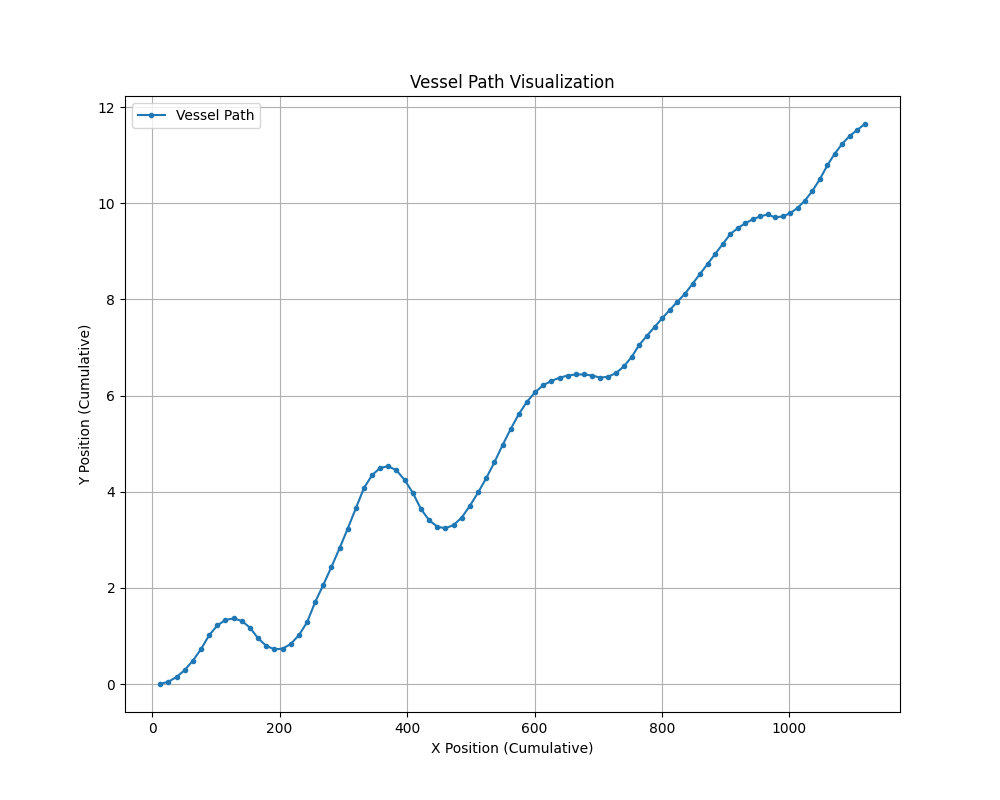 Vessel Path Visualization
Vessel Path
12
10
8
6
4
2
0
Y Position (Cumulative)
0 200 400 600 800 1000
X Position (Cumulative)